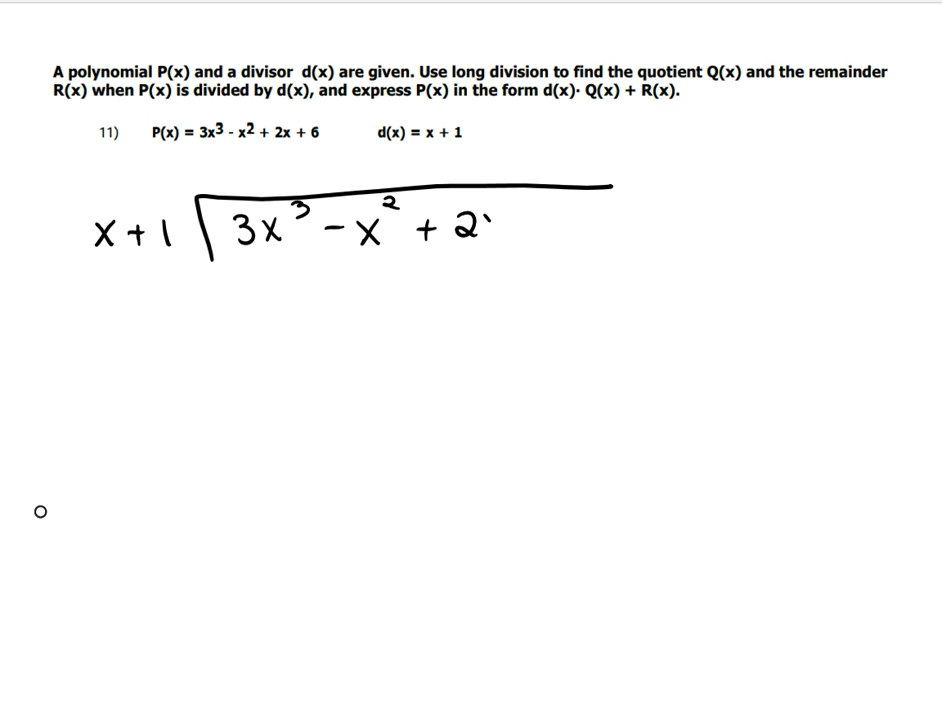 A polynomial P(x) and a divisor d(x) are given. Use long division to find the quotient Q(x) and the remainder
R(x) when P(x) is divided by d(x), and express P(x) in the form d(x)· Q(x) + R(x).
11) P(x) = 3x³ - x² + 2x + 6 d(x) = x + 1
x + 1 3x³ - x² + 2